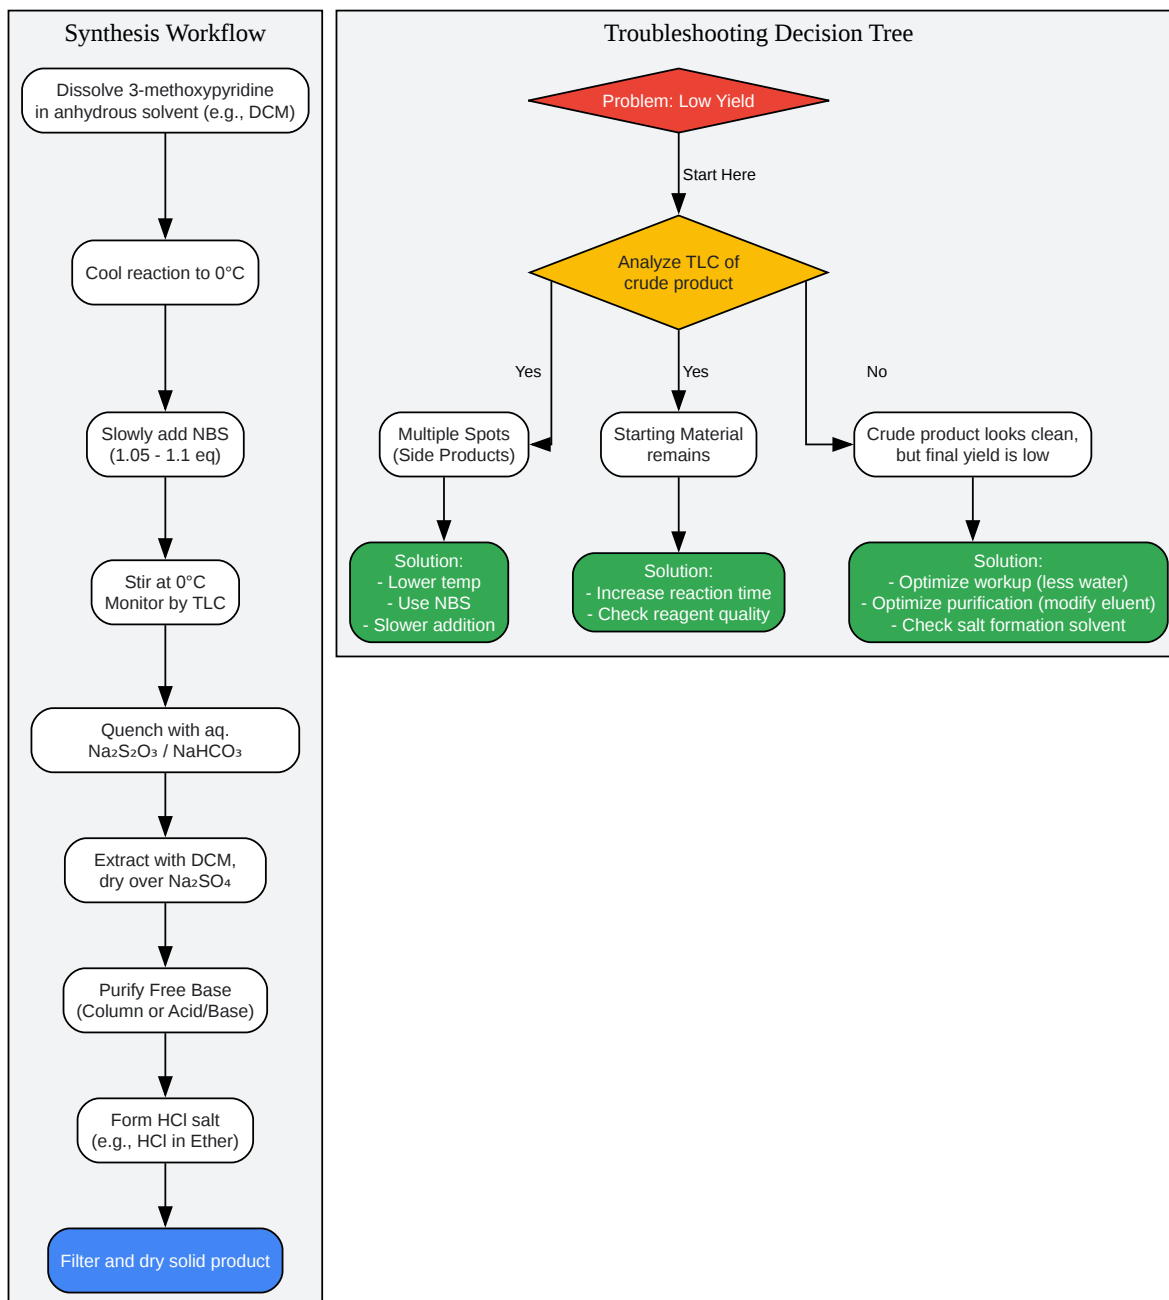 Synthesis Workflow
Dissolve 3-methoxypyridine
in anhydrous solvent (e.g., DCM)
Cool reaction to 0°C
Slowly add NBS
(1.05 - 1.1 eq)
Stir at 0°C
Monitor by TLC
Quench with aq.
Na₂S₂O₃ / NaHCO₃
Extract with DCM,
dry over Na₂SO₄
Purify Free Base
(Column or Acid/Base)
Form HCl salt
(e.g., HCl in Ether)
Filter and dry solid product
Troubleshooting Decision Tree
Problem: Low Yield
Start Here
Analyze TLC of
crude product
Yes
Yes
No
Multiple Spots
(Side Products)
Starting Material
remains
Crude product looks clean,
but final yield is low
Solution:
- Lower temp
- Use NBS
- Slower addition
Solution:
- Increase reaction time
- Check reagent quality
Solution:
- Optimize workup (less water)
- Optimize purification (modify eluent)
- Check salt formation solvent